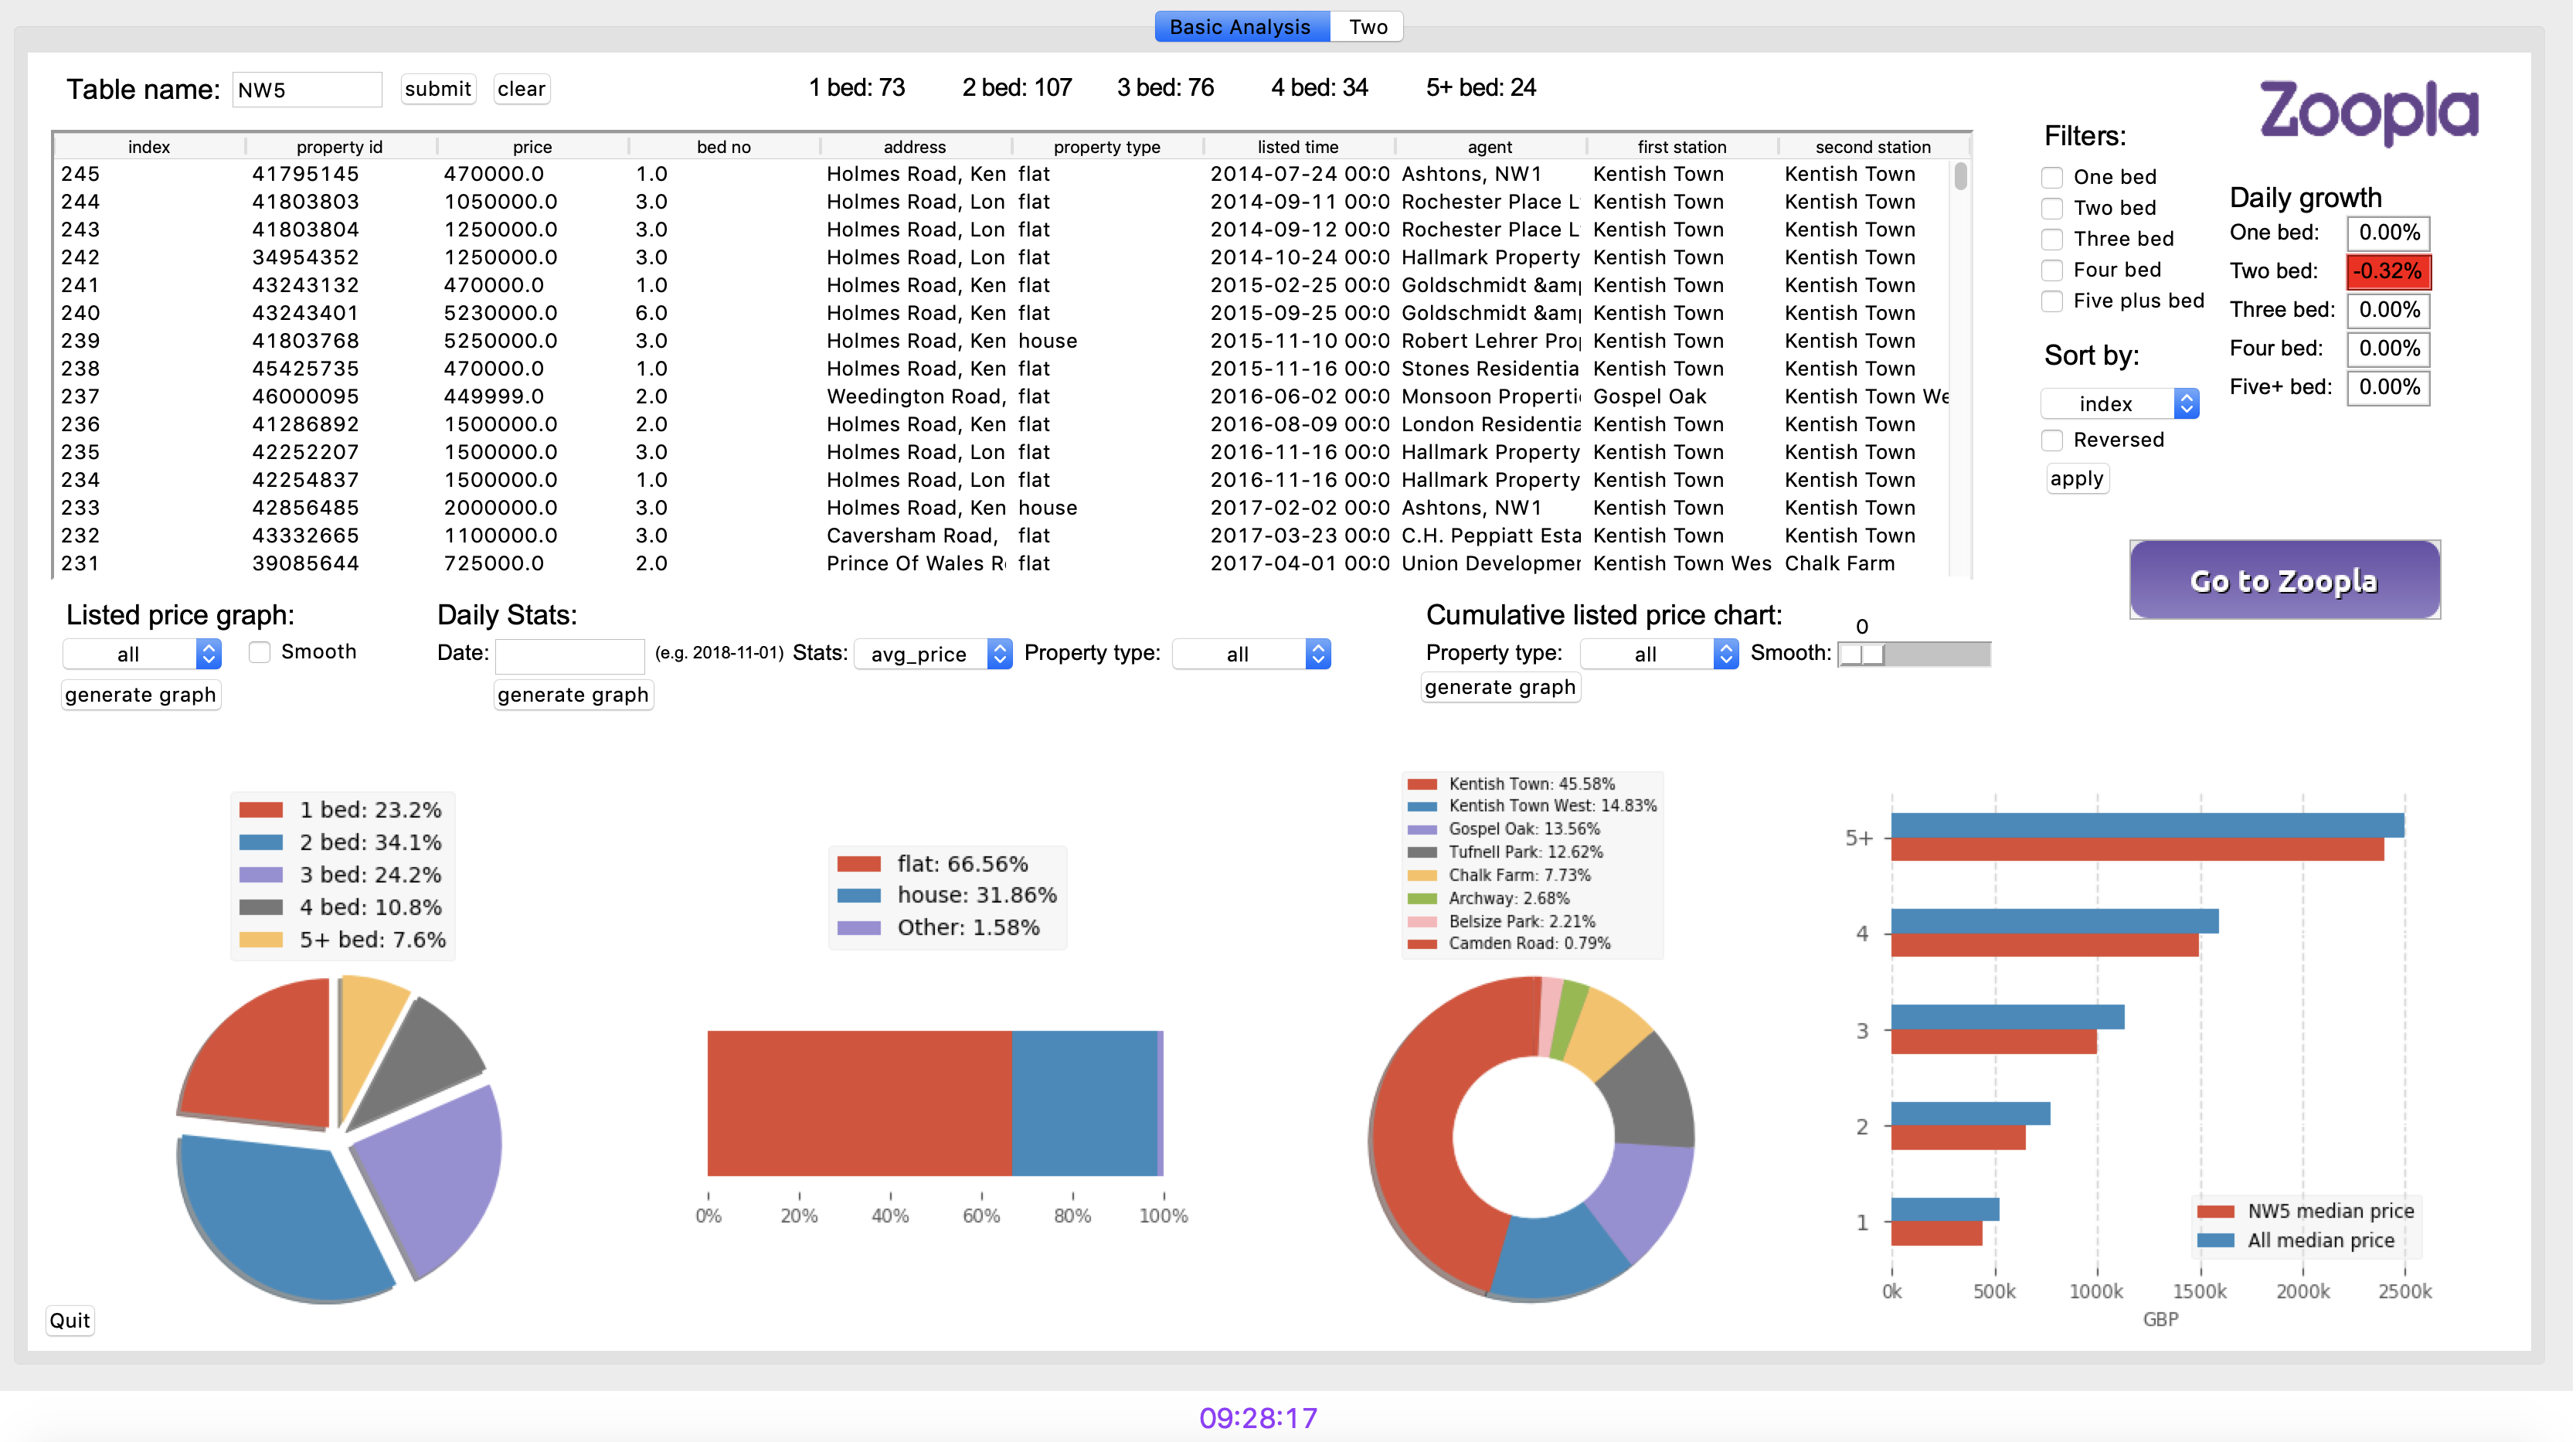 Basic Analysis Two
Table name: NW5 submit clear 1 bed: 73 2 bed: 107 3 bed: 76 4 bed: 34 5+ bed: 24
Zoopla
index property id price bed no address property type listed time agent first station second station
245 41795145 470000.0 1.0 Holmes Road, Ken flat 2014-07-24 00:0 Ashtons, NW1 Kentish Town Kentish Town
244 41803803 1050000.0 3.0 Holmes Road, Lon flat 2014-09-11 00:0 Rochester Place L Kentish Town Kentish Town
243 41803804 1250000.0 3.0 Holmes Road, Lon flat 2014-09-12 00:0 Rochester Place L Kentish Town Kentish Town
242 34954352 1250000.0 3.0 Holmes Road, Lon flat 2014-10-24 00:0 Hallmark Property Kentish Town Kentish Town
241 43243132 470000.0 1.0 Holmes Road, Ken flat 2015-02-25 00:0 Goldschmidt &amp Kentish Town Kentish Town
240 43243401 5230000.0 6.0 Holmes Road, Ken flat 2015-09-25 00:0 Goldschmidt &amp Kentish Town Kentish Town
239 41803768 5250000.0 3.0 Holmes Road, Ken house 2015-11-10 00:0 Robert Lehrer Pro Kentish Town Kentish Town
238 45425735 470000.0 1.0 Holmes Road, Ken flat 2015-11-16 00:0 Stones Residentia Kentish Town Kentish Town
237 46000095 449999.0 2.0 Weedington Road, flat 2016-06-02 00:0 Monsoon Properti Gospel Oak Kentish Town We
236 41286892 1500000.0 2.0 Holmes Road, Ken flat 2016-08-09 00:0 London Residentia Kentish Town Kentish Town
235 42252207 1500000.0 3.0 Holmes Road, Lon flat 2016-11-16 00:0 Hallmark Property Kentish Town Kentish Town
234 42254837 1500000.0 1.0 Holmes Road, Lon flat 2016-11-16 00:0 Hallmark Property Kentish Town Kentish Town
233 42856485 2000000.0 3.0 Holmes Road, Ken house 2017-02-02 00:0 Ashtons, NW1 Kentish Town Kentish Town
232 43332665 1100000.0 3.0 Caversham Road, flat 2017-03-23 00:0 C.H. Peppiatt Esta Kentish Town Kentish Town
231 39085644 725000.0 2.0 Prince Of Wales R flat 2017-04-01 00:0 Union Developmer Kentish Town Wes Chalk Farm
Filters:
One bed
Two bed
Three bed
Four bed
Five plus bed
Sort by:
index
Reversed
apply
Daily growth
One bed: 0.00%
Two bed: -0.32%
Three bed: 0.00%
Four bed: 0.00%
Five+ bed: 0.00%
Go to Zoopla
Listed price graph:
all Smooth
generate graph
Daily Stats:
Date: (e.g. 2018-11-01) Stats: avg_price Property type: all
generate graph
Cumulative listed price chart:
0
Property type: all Smooth:
generate graph
1 bed: 23.2%
2 bed: 34.1%
3 bed: 24.2%
4 bed: 10.8%
5+ bed: 7.6%
flat: 66.56%
house: 31.86%
Other: 1.58%
0% 20% 40% 60% 80% 100%
Kentish Town: 45.58%
Kentish Town West: 14.83%
Gospel Oak: 13.56%
Tufnell Park: 12.62%
Chalk Farm: 7.73%
Archway: 2.68%
Belsize Park: 2.21%
Camden Road: 0.79%
5+
4
3
2
1
NW5 median price
All median price
0k 500k 1000k 1500k 2000k 2500k
GBP
Quit
09:28:17